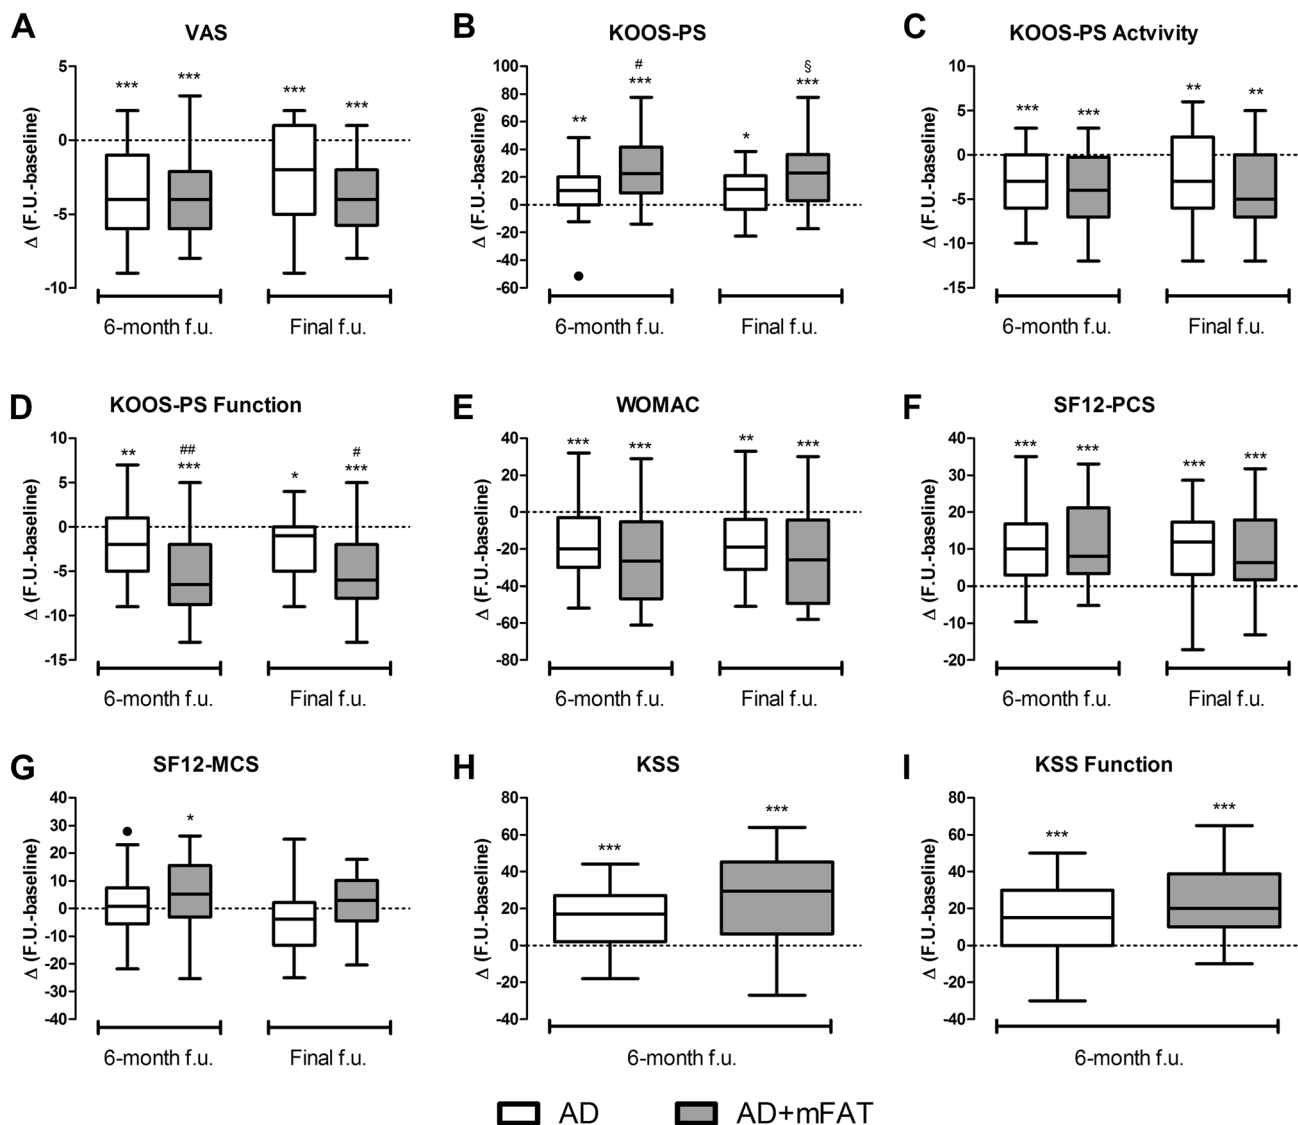 A
VAS
Δ (F.U.-baseline)
5
0
-5
-10
***
***
***
***
6-month f.u.
Final f.u.
B
KOOS-PS
Δ (F.U.-baseline)
100
80
60
40
20
0
-20
-40
-60
**
#
***
*
§
***
6-month f.u.
Final f.u.
C
KOOS-PS Actvivity
Δ (F.U.-baseline)
10
5
0
-5
-10
-15
***
***
**
**
6-month f.u.
Final f.u.
D
KOOS-PS Function
Δ (F.U.-baseline)
10
5
0
-5
-10
-15
**
##
***
*
#
***
6-month f.u.
Final f.u.
E
WOMAC
Δ (F.U.-baseline)
40
20
0
-20
-40
-60
-80
***
***
**
***
6-month f.u.
Final f.u.
F
SF12-PCS
Δ (F.U.-baseline)
40
30
20
10
0
-10
-20
***
***
***
***
6-month f.u.
Final f.u.
G
SF12-MCS
Δ (F.U.-baseline)
40
30
20
10
0
-10
-20
-30
-40
*
6-month f.u.
Final f.u.
H
KSS
Δ (F.U.-baseline)
80
60
40
20
0
-20
-40
***
***
6-month f.u.
I
KSS Function
Δ (F.U.-baseline)
80
60
40
20
0
-20
-40
***
***
6-month f.u.
AD
AD+mFAT